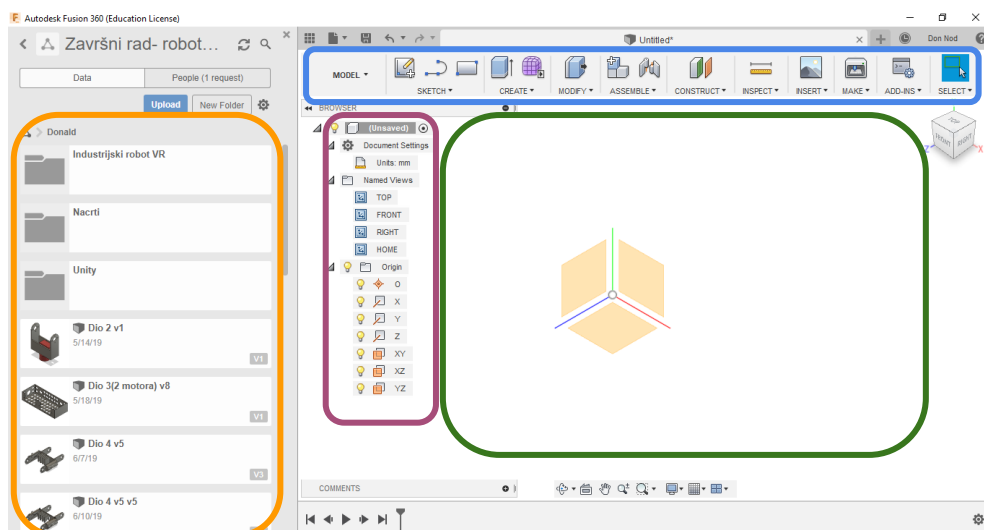 Autodesk Fusion 360 (Education License)
Završni rad- robot...
Data
People (1 request)
Upload
New Folder
Donald
Industrijski robot VR
Nacrti
Unity
Dio 2 v1
5/14/19
V1
Dio 3(2 motora) v8
5/18/19
V1
Dio 4 v5
6/7/19
V3
Dio 4 v5 v5
6/10/19
Untitled*
Don Nod
MODEL
SKETCH
CREATE
MODIFY
ASSEMBLE
CONSTRUCT
INSPECT
INSERT
MAKE
ADD-INS
SELECT
BROWSER
(Unsaved)
Document Settings
Units: mm
Named Views
TOP
FRONT
RIGHT
HOME
Origin
O
X
Y
Z
XY
XZ
YZ
TOP
FRONT
RIGHT
Z
X
COMMENTS